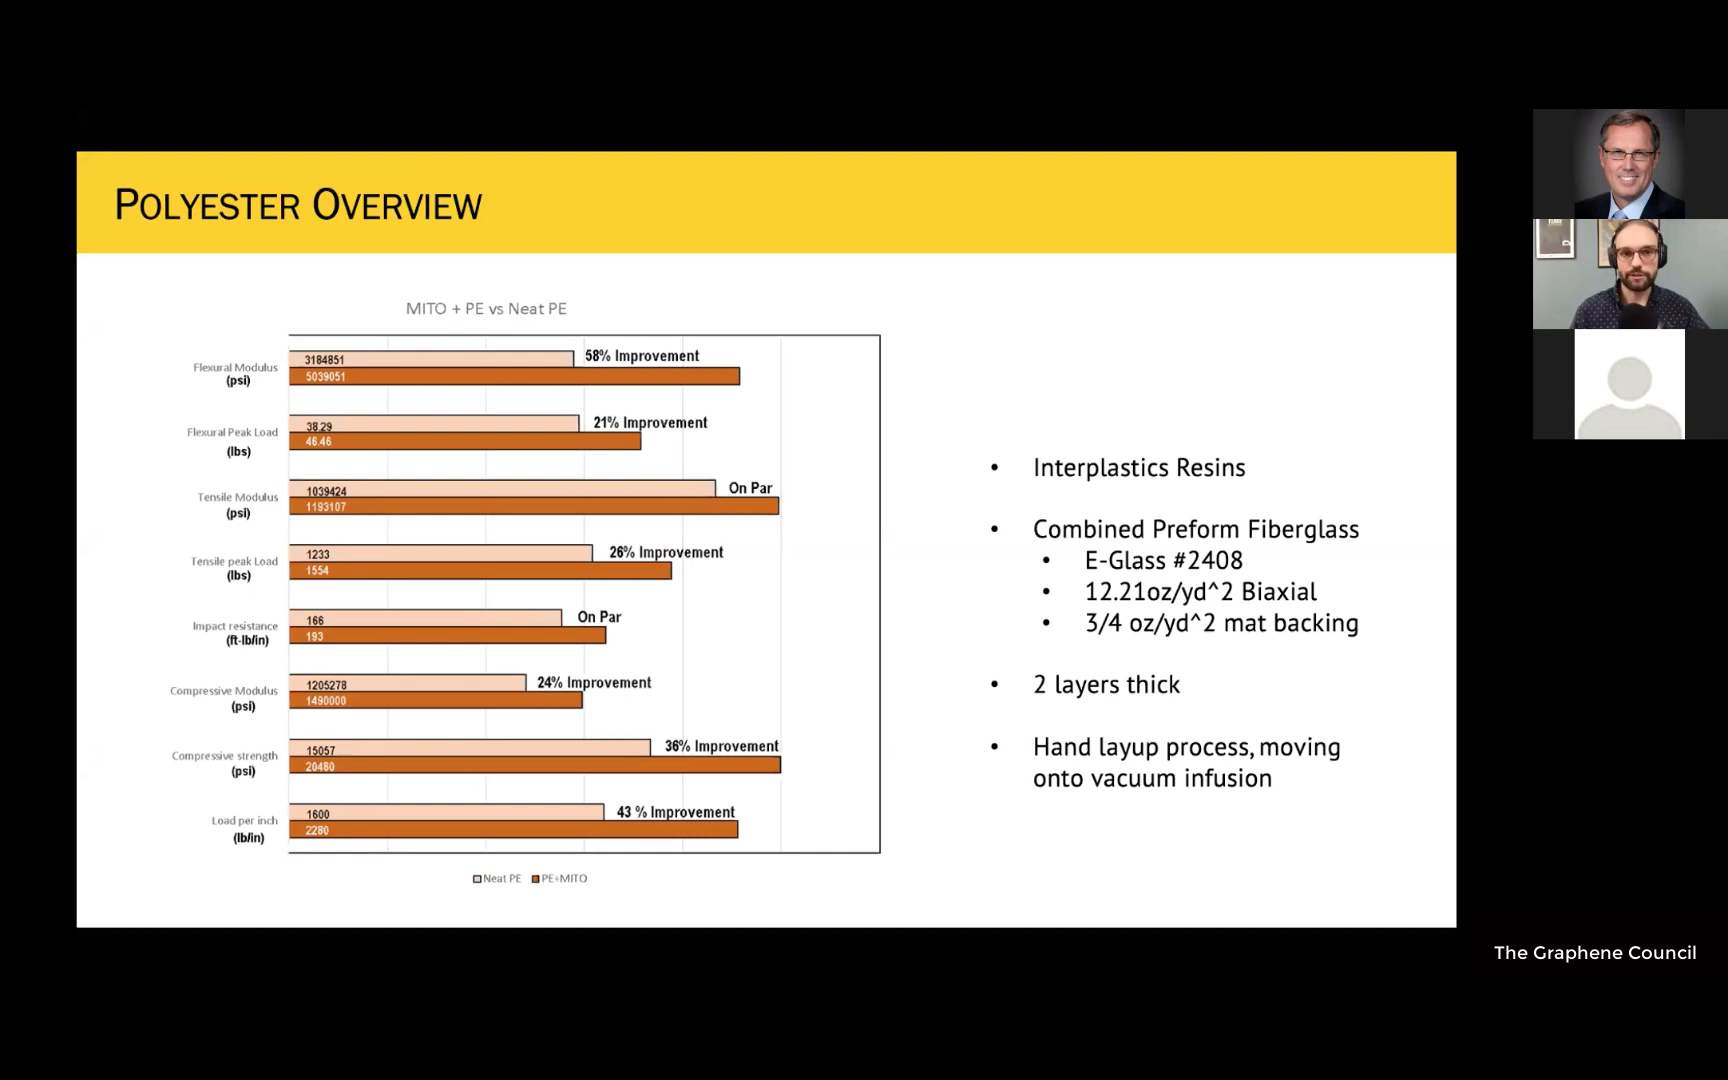 POLYESTER OVERVIEW
MITO + PE vs Neat PE
Flexural Modulus
(psi)
3184851
58% Improvement
5039051
Flexural Peak Load
(lbs)
38.29
21% Improvement
46.46
Tensile Modulus
(psi)
1039424
On Par
1193107
Tensile peak Load
(lbs)
1233
26% Improvement
1554
Impact resistance
(ft-lb/in)
166
On Par
193
Compressive Modulus
(psi)
1205278
24% Improvement
1490000
Compressive strength
(psi)
15057
36% Improvement
20480
Load per inch
(lb/in)
1600
43 % Improvement
2280
Neat PE PE+MITO
• Interplastics Resins
• Combined Preform Fiberglass
• E-Glass #2408
• 12.21oz/yd^2 Biaxial
• 3/4 oz/yd^2 mat backing
• 2 layers thick
• Hand layup process, moving
onto vacuum infusion
The Graphene Council